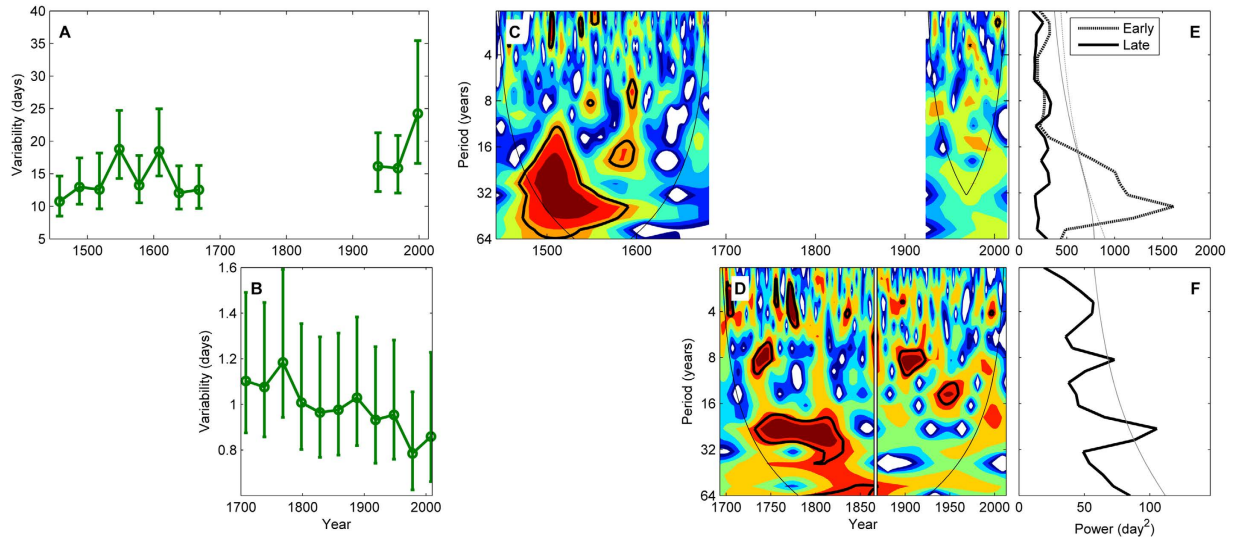 A
Variability (days)
40
35
30
25
20
15
10
5
1500 1600 1700 1800 1900 2000
C
Period (years)
4
8
16
32
64
1500 1600 1700 1800 1900 2000
E
Early
Late
0 500 1000 1500 2000
B
Variability (days)
1.6
1.4
1.2
1
0.8
1700 1800 1900 2000
Year
D
Period (years)
4
8
16
32
64
1700 1750 1800 1850 1900 1950 2000
Year
F
0 50 100
Power (day²)